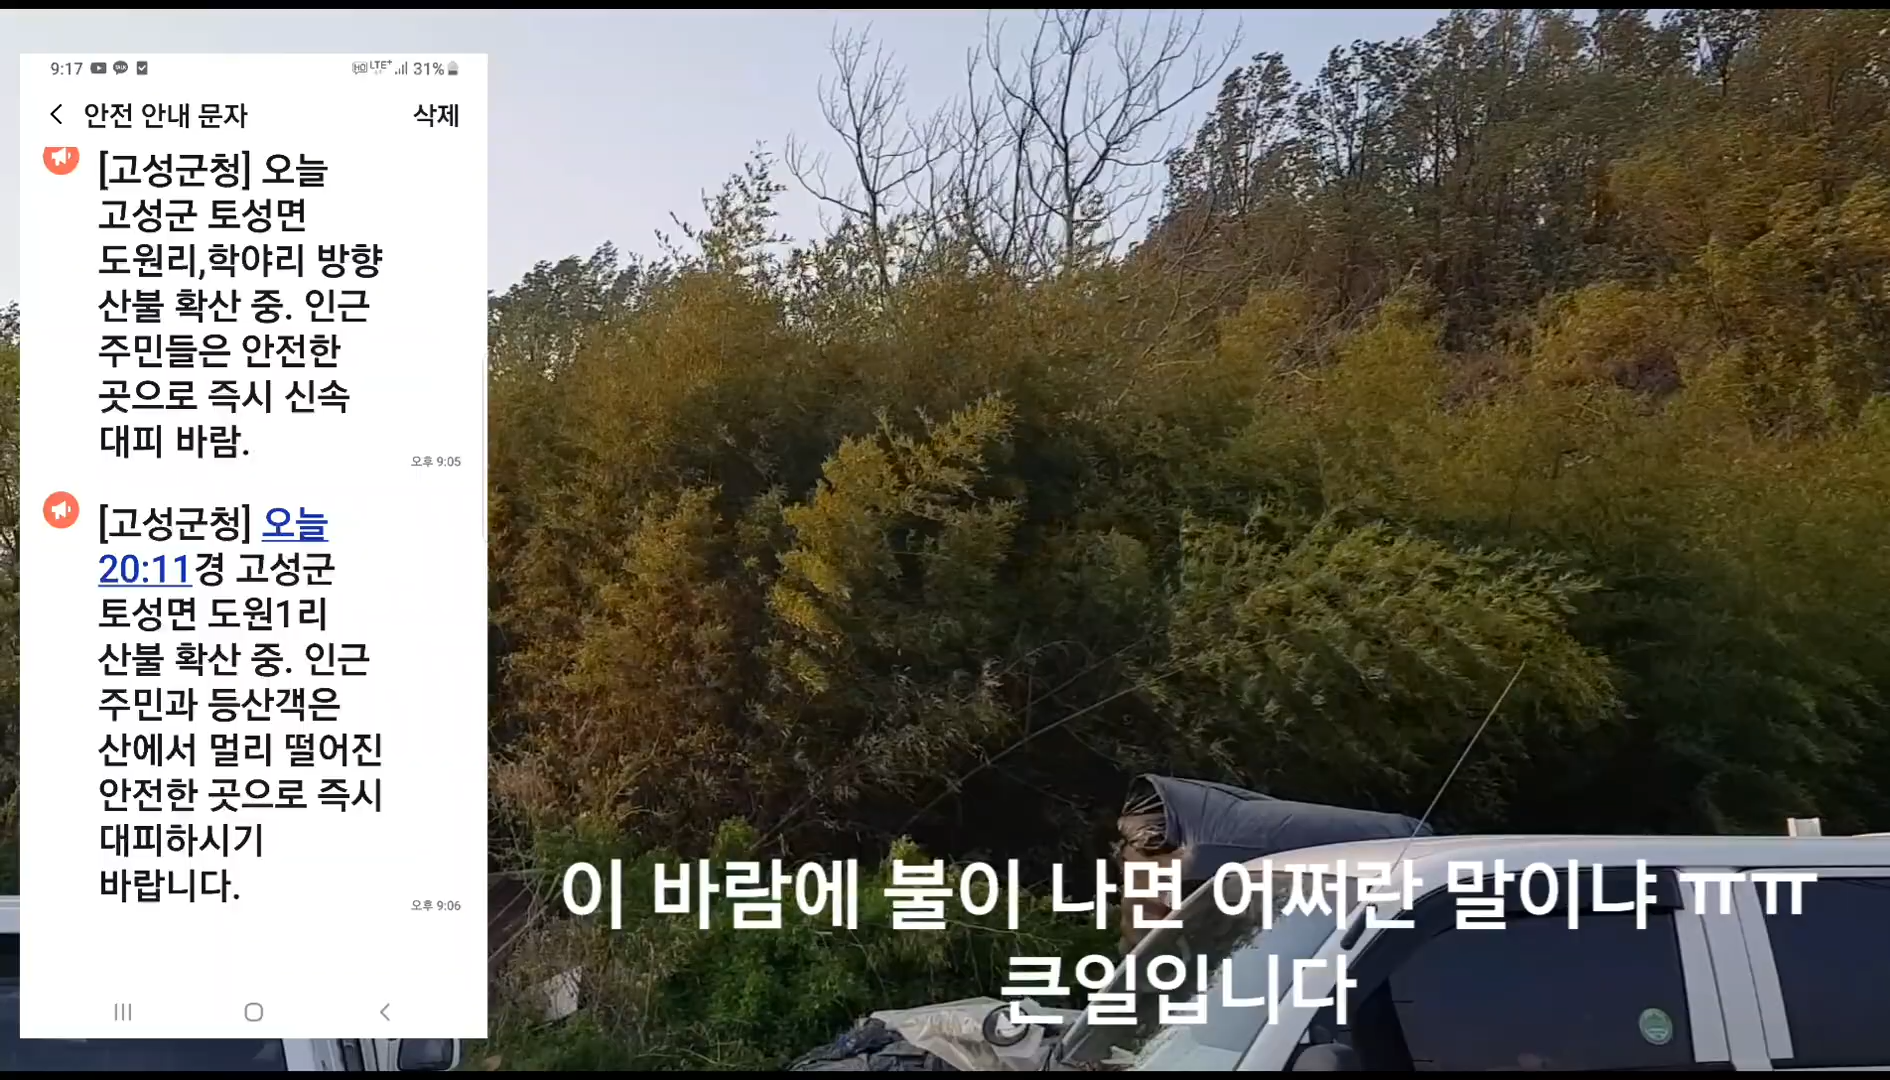 9:17
LTE+ 31%
안전 안내 문자 삭제
[고성군청] 오늘
고성군 토성면
도원리,학야리 방향
산불 확산 중. 인근
주민들은 안전한
곳으로 즉시 신속
대피 바람.
오후 9:05
[고성군청] 오늘
20:11경 고성군
토성면 도원1리
산불 확산 중. 인근
주민과 등산객은
산에서 멀리 떨어진
안전한 곳으로 즉시
대피하시기
바랍니다.
오후 9:06
이 바람에 불이 나면 어쩌란 말이냐 ㅠㅠ
큰일입니다